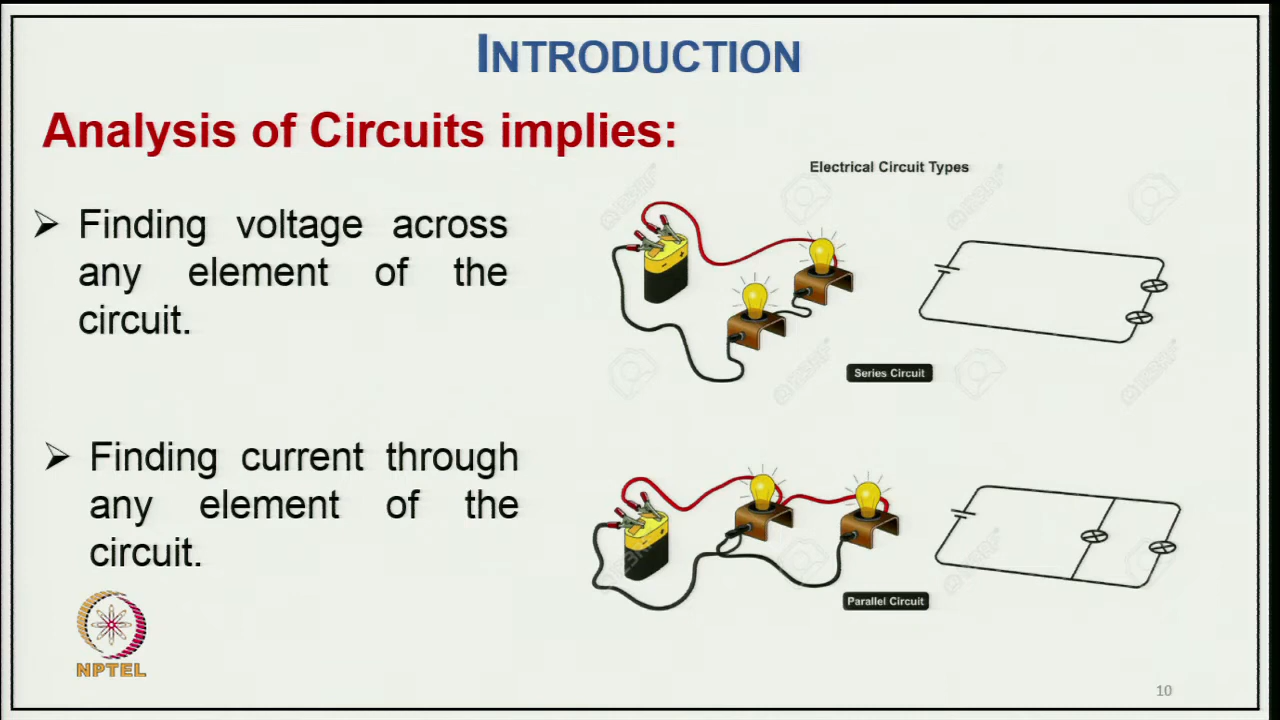 INTRODUCTION
Analysis of Circuits implies:
Electrical Circuit Types
➢ Finding voltage across
any element of the
circuit.
Series Circuit
➢ Finding current through
any element of the
circuit.
Parallel Circuit
NPTEL
10